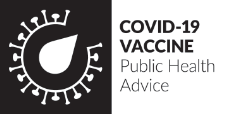 COVID-19
VACCINE
Public Health
Advice